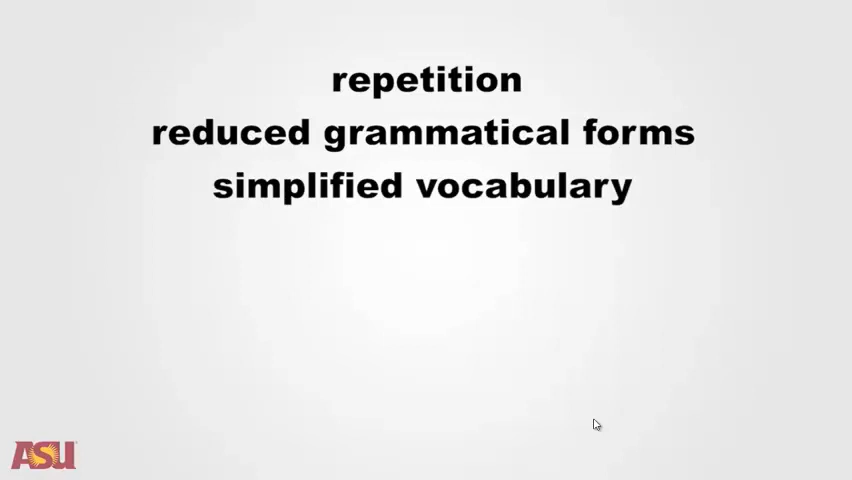 repetition
reduced grammatical forms
simplified vocabulary
ASU